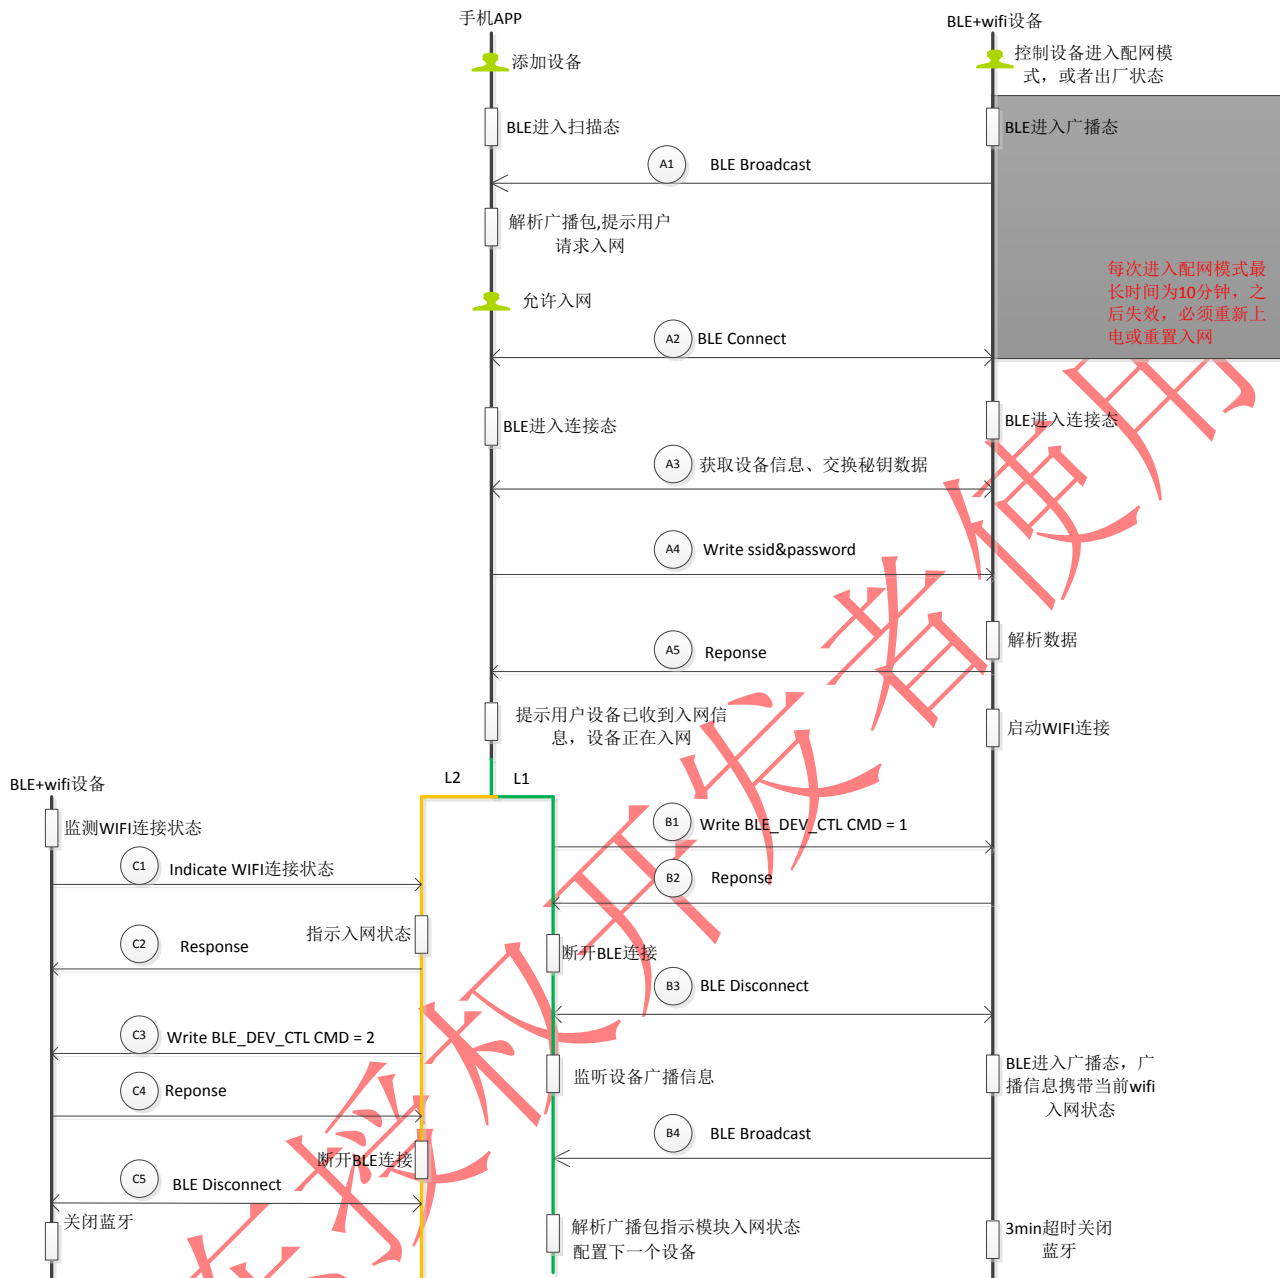 手机APP
BLE+wifi设备
添加设备
控制设备进入配网模
式，或者出厂状态
BLE进入扫描态
BLE进入广播态
A1
BLE Broadcast
解析广播包,提示用户
请求入网
每次进入配网模式最
长时间为10分钟，之
后失效，必须重新上
电或重置入网
允许入网
A2
BLE Connect
BLE进入连接态
BLE进入连接态
A3
获取设备信息、交换秘钥数据
A4
Write ssid&password
解析数据
A5
Reponse
提示用户设备已收到入网信
息，设备正在入网
启动WIFI连接
L2
L1
BLE+wifi设备
监测WIFI连接状态
B1
Write BLE_DEV_CTL CMD = 1
C1
Indicate WIFI连接状态
B2
Reponse
指示入网状态
C2
Response
断开BLE连接
B3
BLE Disconnect
C3
Write BLE_DEV_CTL CMD = 2
监听设备广播信息
BLE进入广播态，广
播信息携带当前wifi
入网状态
C4
Reponse
B4
BLE Broadcast
断开BLE连接
C5
BLE Disconnect
关闭蓝牙
解析广播包指示模块入网状态
配置下一个设备
3min超时关闭
蓝牙
授权开发者使用